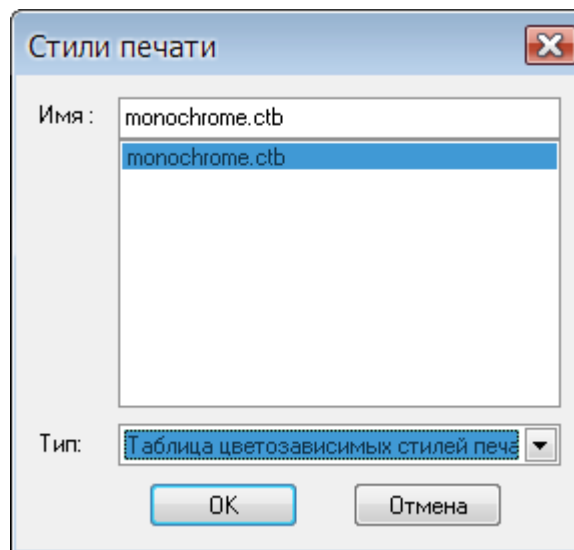 Стили печати
Имя: monochrome.ctb
monochrome.ctb
Тип: Таблица цветозависимых стилей печа
OK Отмена